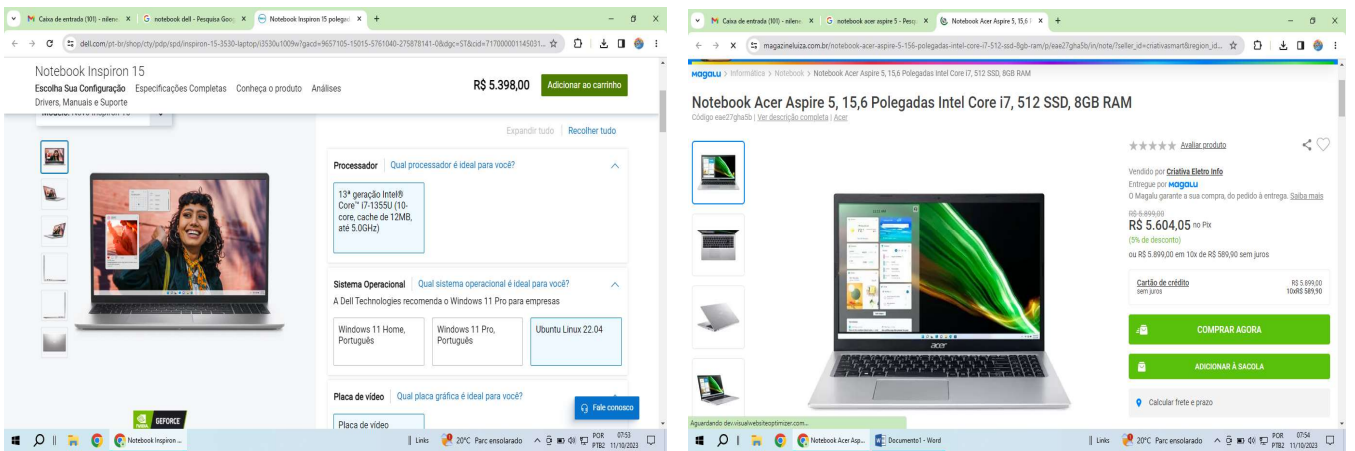 Caixa de entrada (101) - nilene.
notebook dell - Pesquisa Goog
Notebook Inspiron 15 polegad
dell.com/pt-br/shop/cty/pdp/spd/inspiron-15-3530-laptop/i3530u1009w?gacd=9657105-15015-5761040-275878141-0&dgc=ST&cid=717000001145031...
Notebook Inspiron 15
Escolha Sua Configuração Especificações Completas Conheça o produto Análises
Drivers, Manuais e Suporte
R$ 5.398,00
Adicionar ao carrinho
Expandir tudo | Recolher tudo
Processador Qual processador é ideal para você?
13ª geração Intel®
Core™ i7-1355U (10-
core, cache de 12MB,
até 5.0GHz)
Sistema Operacional Qual sistema operacional é ideal para você?
A Dell Technologies recomenda o Windows 11 Pro para empresas
Windows 11 Home,
Português
Windows 11 Pro,
Português
Ubuntu Linux 22.04
Placa de vídeo Qual placa gráfica é ideal para você?
Placa de vídeo
Fale conosco
GEFORCE
Notebook Inspiron ...
Links
20°C Parc ensolarado
POR
PTB2
07:53
11/10/2023
Caixa de entrada (101) - nilene.
notebook acer aspire 5 - Pesq
Notebook Acer Aspire 5, 15,6 I
magazineluiza.com.br/notebook-acer-aspire-5-156-polegadas-intel-core-i7-512-ssd-8gb-ram/p/eae27gha5b/in/note/?seller_id=criativasmart&region_id...
Magalu > Informática > Notebook > Notebook Acer Aspire 5, 15,6 Polegadas Intel Core I7, 512 SSD, 8GB RAM
Notebook Acer Aspire 5, 15,6 Polegadas Intel Core i7, 512 SSD, 8GB RAM
Código eae27gha5b | Ver descrição completa | Acer
Avaliar produto
Vendido por Criativa Eletro Info
Entregue por Magalu
O Magalu garante a sua compra, do pedido à entrega. Saiba mais
R$ 5.899,00
R$ 5.604,05 no Pix
(5% de desconto)
ou R$ 5.899,00 em 10x de R$ 589,90 sem juros
Cartão de crédito
sem juros
R$ 5.899,00
10xR$ 589,90
COMPRAR AGORA
ADICIONAR À SACOLA
Calcular frete e prazo
acer
Aguardando dev.visualwebsiteoptimizer.com...
Notebook Acer Asp...
Documento1 - Word
Links
20°C Parc ensolarado
POR
PTB2
07:54
11/10/2023